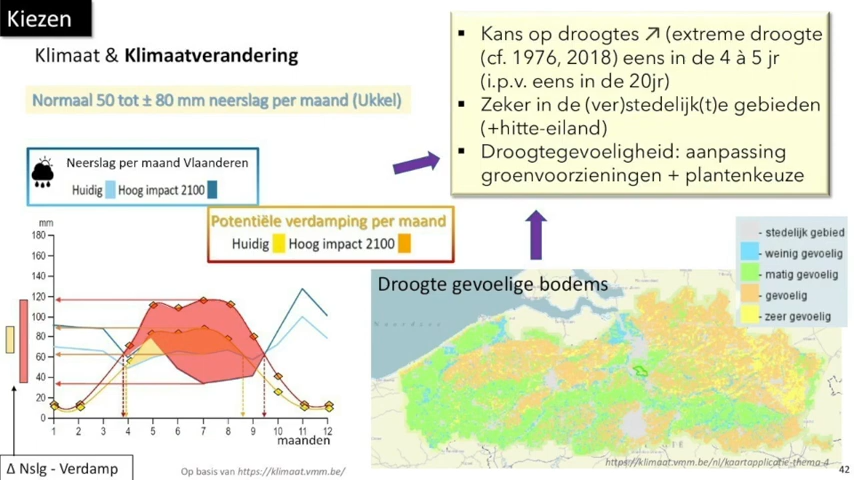 Kiezen
Klimaat & Klimaatverandering
Normaal 50 tot ± 80 mm neerslag per maand (Ukkel)
▪ Kans op droogtes ↗ (extreme droogte
(cf. 1976, 2018) eens in de 4 à 5 jr
(i.p.v. eens in de 20jr)
▪ Zeker in de (ver)stedelijk(t)e gebieden
(+hitte-eiland)
▪ Droogtegevoeligheid: aanpassing
groenvoorzieningen + plantenkeuze
Neerslag per maand Vlaanderen
Huidig Hoog impact 2100
Potentiële verdamping per maand
Huidig Hoog impact 2100
mm
180
160
140
120
100
80
60
40
20
0
1 2 3 4 5 6 7 8 9 10 11 12
maanden
Δ Nslg - Verdamp
Op basis van https://klimaat.vmm.be/
Droogte gevoelige bodems
- stedelijk gebied
- weinig gevoelig
- matig gevoelig
- gevoelig
- zeer gevoelig
https://klimaat.vmm.be/nl/kaartapplicatie-thema-4
42